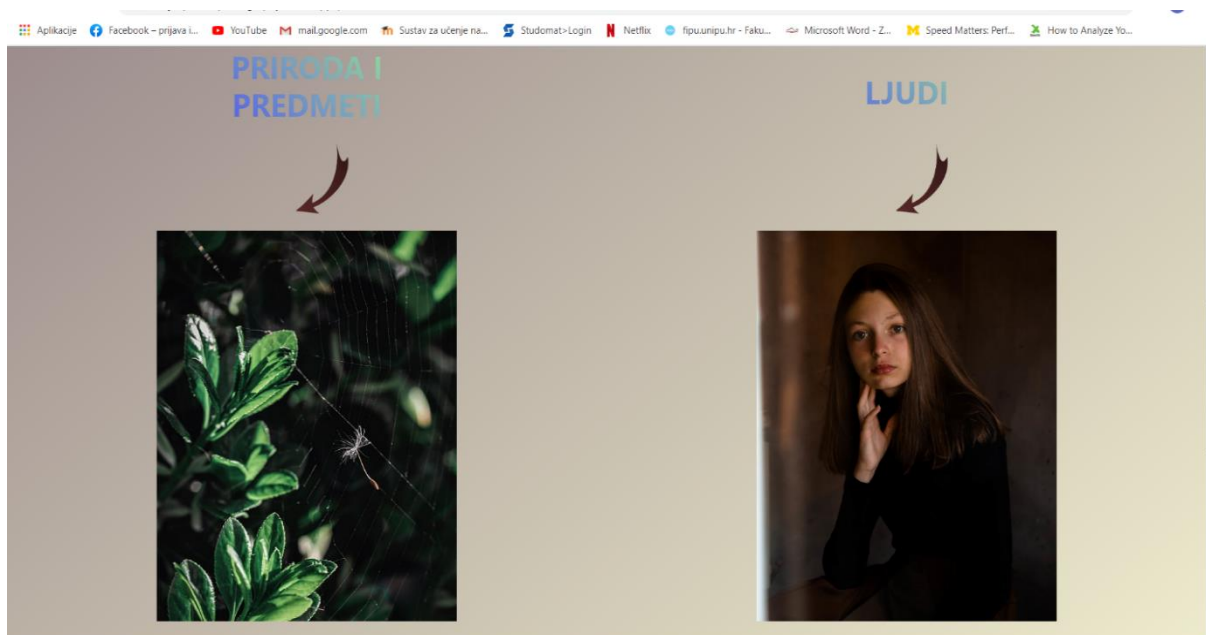 Aplikacije Facebook – prijava i... YouTube mail.google.com Sustav za učenje na... Studomat>Login Netflix fipu.unipu.hr - Faku... Microsoft Word - Z... Speed Matters: Perf... How to Analyze Yo...
PRIRODA I
PREDMETI
LJUDI